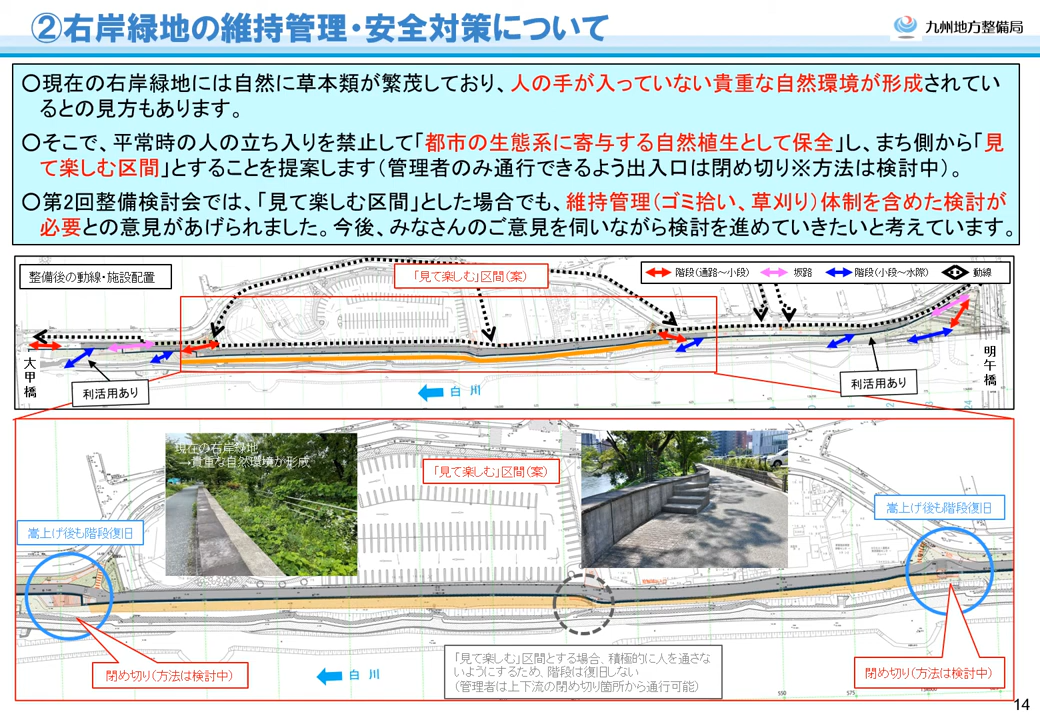 ②右岸緑地の維持管理・安全対策について
九州地方整備局
〇現在の右岸緑地には自然に草本類が繁茂しており、人の手が入っていない貴重な自然環境が形成されてい
るとの見方もあります。
〇そこで、平常時の人の立ち入りを禁止して「都市の生態系に寄与する自然植生として保全」し、まち側から「見
て楽しむ区間」とすることを提案します（管理者のみ通行できるよう出入口は閉め切り※方法は検討中）。
〇第2回整備検討会では、「見て楽しむ区間」とした場合でも、維持管理（ゴミ拾い、草刈り）体制を含めた検討が
必要との意見があげられました。今後、みなさんのご意見を伺いながら検討を進めていきたいと考えています。
整備後の動線・施設配置
「見て楽しむ」区間（案）
階段（通路～小段）
坂路
階段（小段～水際）
動線
大甲橋
利活用あり
白川
利活用あり
明午橋
現在の右岸緑地
→貴重な自然環境が形成
「見て楽しむ」区間（案）
嵩上げ後も階段復旧
嵩上げ後も階段復旧
閉め切り（方法は検討中）
白川
「見て楽しむ」区間とする場合、積極的に人を通さな
いようにするため、階段は復旧しない
（管理者は上下流の閉め切り箇所から通行可能）
閉め切り（方法は検討中）
550
575
14